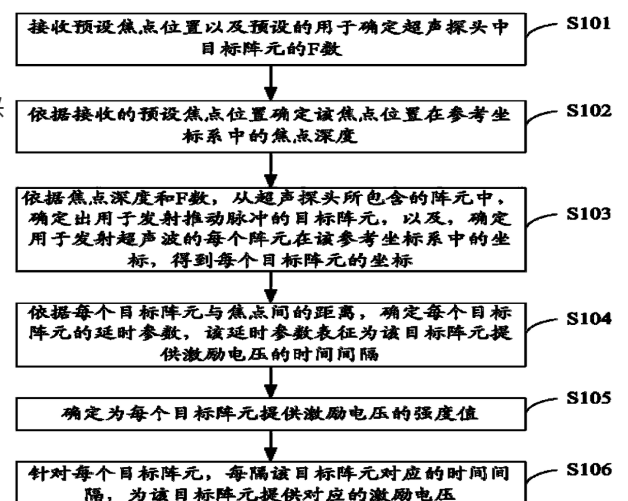 接收预设焦点位置以及预设的用于确定超声探头中
目标阵元的F数
S101
依据接收的预设焦点位置确定该焦点位置在参考坐
标系中的焦点深度
S102
依据焦点深度和F数，从超声探头所包含的阵元中，
确定出用于发射推动脉冲的目标阵元，以及，确定
用于发射超声波的每个阵元在该参考坐标系中的坐
标，得到每个目标阵元的坐标
S103
依据每个目标阵元与焦点间的距离，确定每个目标
阵元的延时参数，该延时参数表征为该目标阵元提
供激励电压的时间间隔
S104
确定为每个目标阵元提供激励电压的强度值
S105
针对每个目标阵元，每隔该目标阵元对应的时间间
隔，为该目标阵元提供对应的激励电压
S106